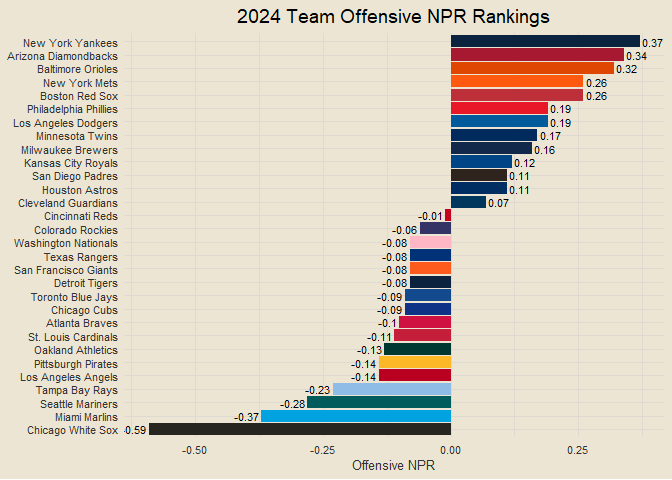 2024 Team Offensive NPR Rankings
New York Yankees 0.37
Arizona Diamondbacks 0.34
Baltimore Orioles 0.32
New York Mets 0.26
Boston Red Sox 0.26
Philadelphia Phillies 0.19
Los Angeles Dodgers 0.19
Minnesota Twins 0.17
Milwaukee Brewers 0.16
Kansas City Royals 0.12
San Diego Padres 0.11
Houston Astros 0.11
Cleveland Guardians 0.07
Cincinnati Reds -0.01
Colorado Rockies -0.06
Washington Nationals -0.08
Texas Rangers -0.08
San Francisco Giants -0.08
Detroit Tigers -0.08
Toronto Blue Jays -0.09
Chicago Cubs -0.09
Atlanta Braves -0.1
St. Louis Cardinals -0.11
Oakland Athletics -0.13
Pittsburgh Pirates -0.14
Los Angeles Angels -0.14
Tampa Bay Rays -0.23
Seattle Mariners -0.28
Miami Marlins -0.37
Chicago White Sox -0.59
-0.50 -0.25 0.00 0.25
Offensive NPR